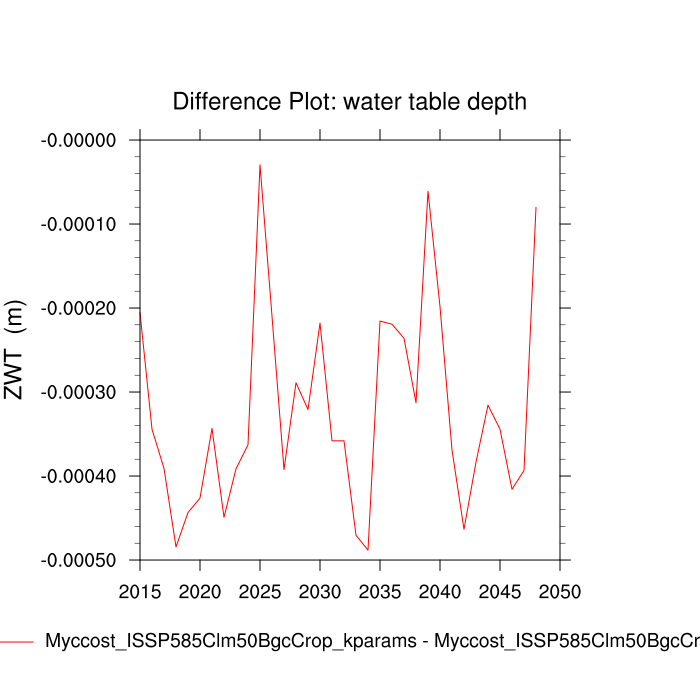 Difference Plot: water table depth
-0.00000
-0.00010
-0.00020
-0.00030
-0.00040
-0.00050
ZWT (m)
2015 2020 2025 2030 2035 2040 2045 2050
Myccost_ISSP585Clm50BgcCrop_kparams - Myccost_ISSP585Clm50BgcCr